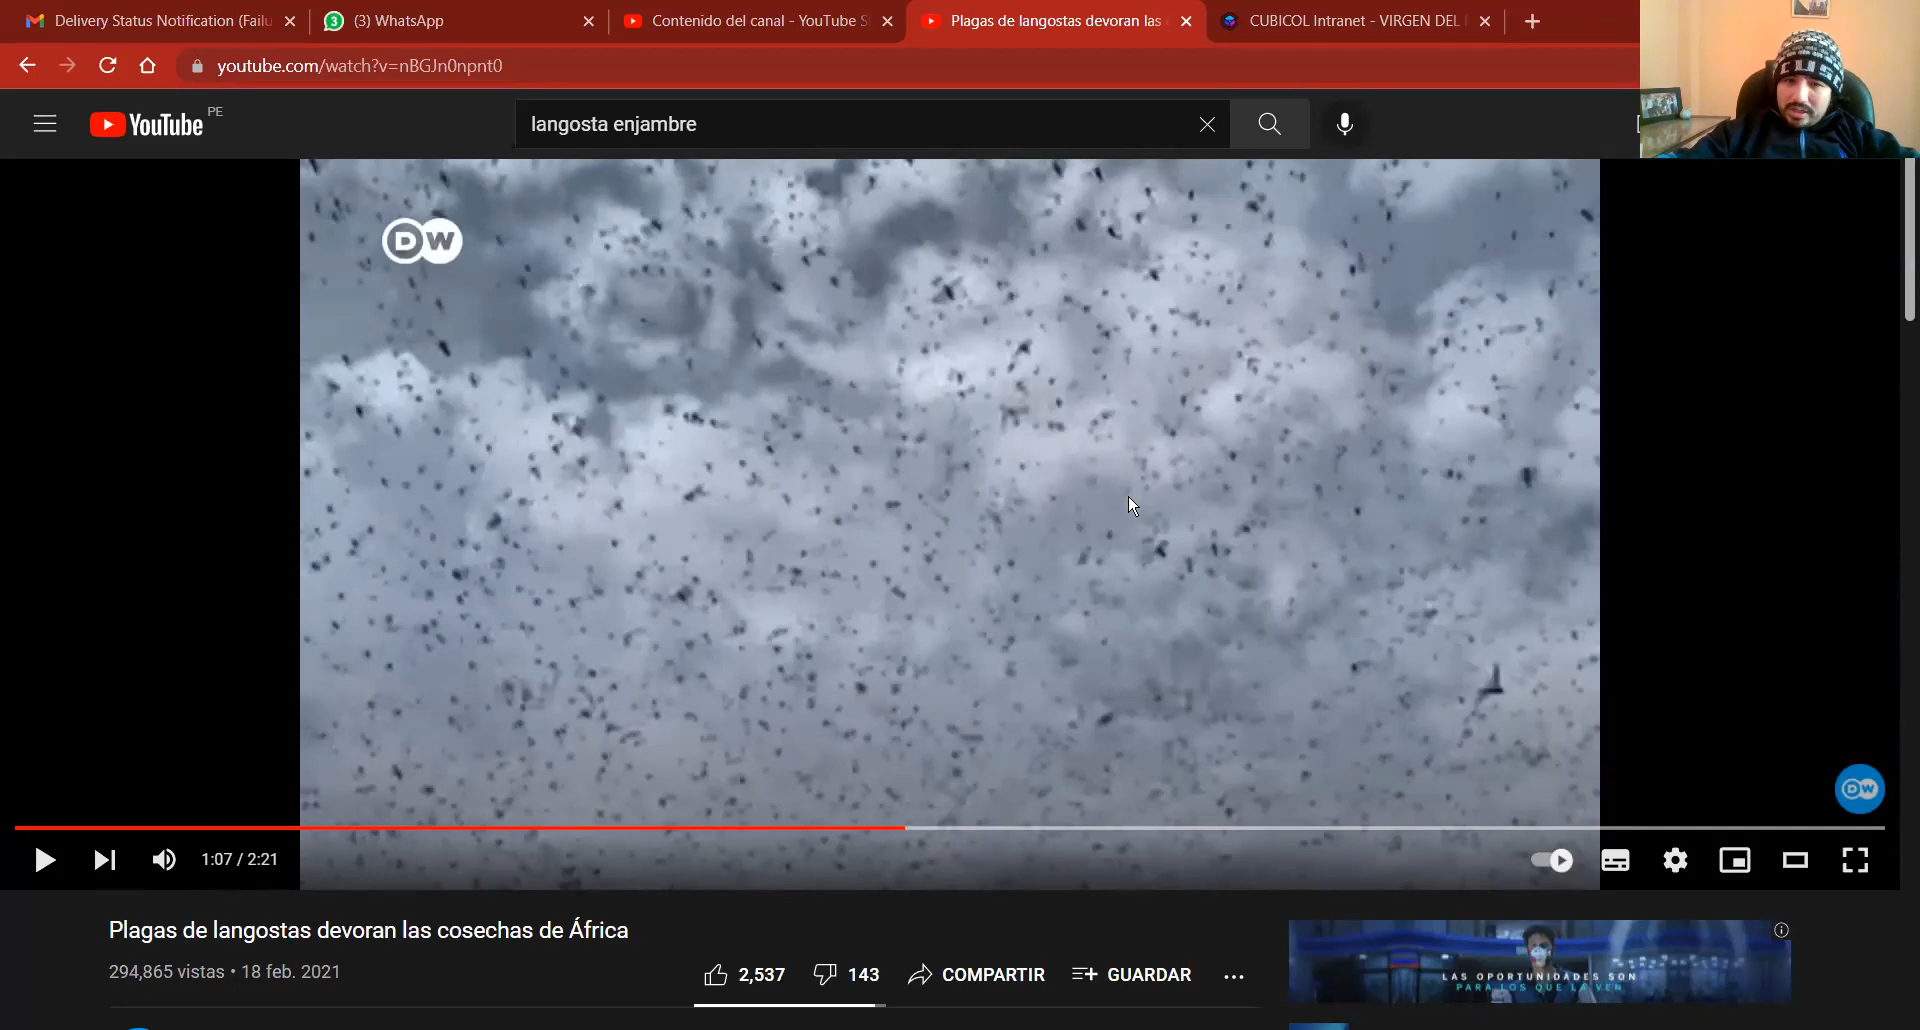 Delivery Status Notification (Failu
(3) WhatsApp
Contenido del canal - YouTube S
Plagas de langostas devoran las
CUBICOL Intranet - VIRGEN DEL
youtube.com/watch?v=nBGJn0npnt0
YouTube PE
langosta enjambre
CUSC
DW
DW
1:07 / 2:21
Plagas de langostas devoran las cosechas de África
294,865 vistas • 18 feb. 2021
2,537
143
COMPARTIR
GUARDAR
LAS OPORTUNIDADES SON
PARA LOS QUE LA VEN